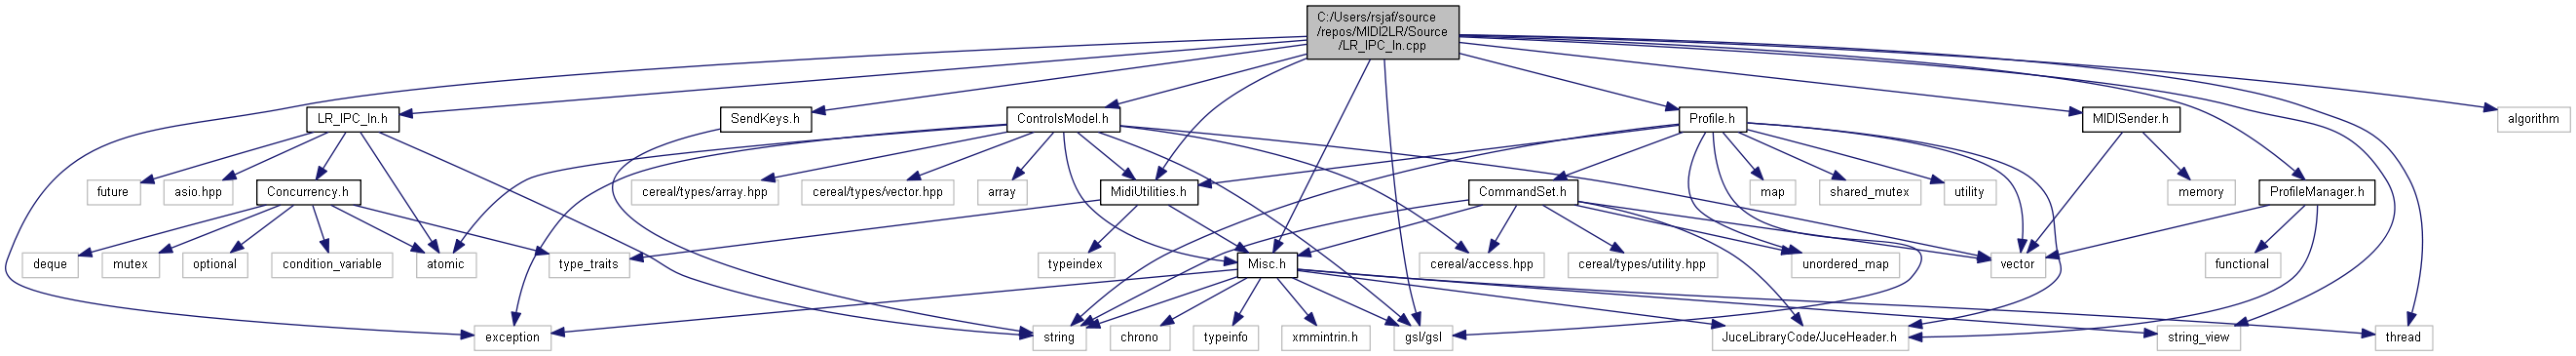 C:/Users/rsjaf/source
/repos/MIDI2LR/Source
/LR_IPC_In.cpp
LR_IPC_In.h
SendKeys.h
ControlsModel.h
Profile.h
MIDISender.h
algorithm
future
asio.hpp
Concurrency.h
cereal/types/array.hpp
cereal/types/vector.hpp
array
MidiUtilities.h
CommandSet.h
map
shared_mutex
utility
memory
ProfileManager.h
deque
mutex
optional
condition_variable
atomic
type_traits
typeindex
Misc.h
cereal/access.hpp
cereal/types/utility.hpp
unordered_map
vector
functional
exception
string
chrono
typeinfo
xmmintrin.h
gsl/gsl
JuceLibraryCode/JuceHeader.h
string_view
thread